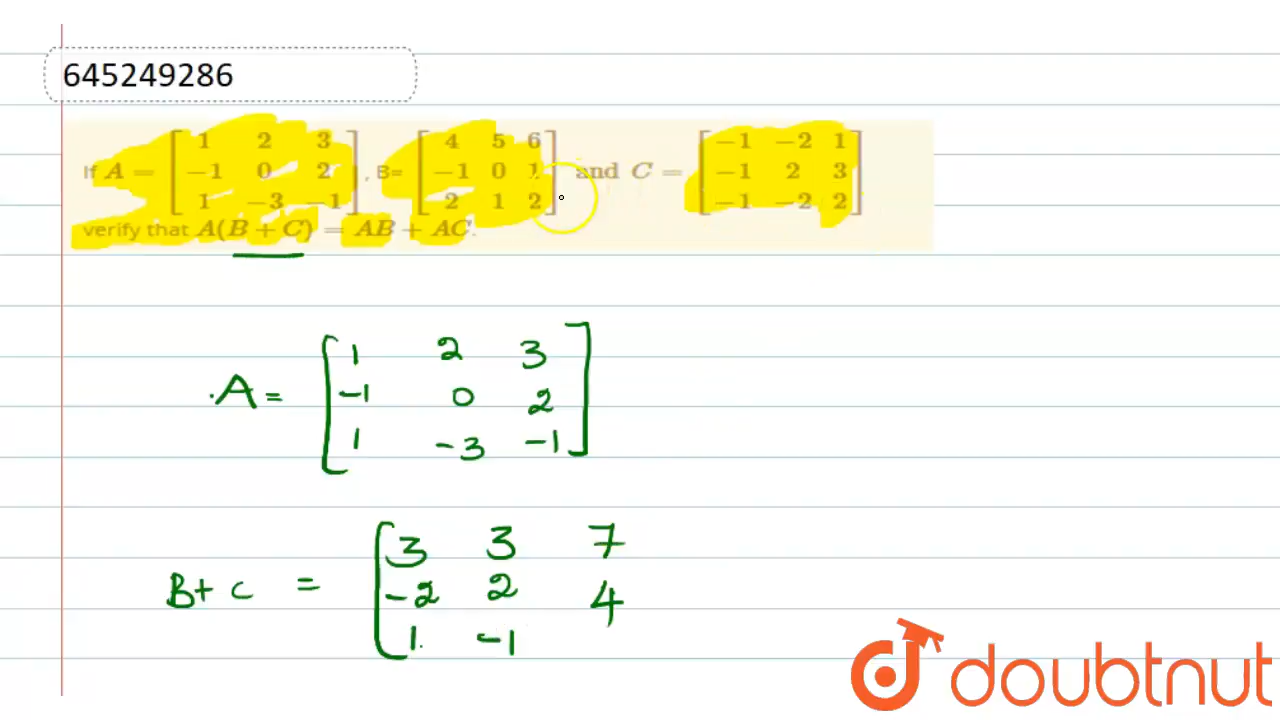 645249286
If A = [ 1 2 3 -1 0 2 1 -3 -1 ] , B= [ 4 5 6 -1 0 1 2 1 2 ] and C = [ -1 -2 1 -1 2 3 -1 -2 2 ]
verify that A(B + C) = AB + AC.
.A = [ 1 2 3
-1 0 2
1 -3 -1 ]
B+ C = [ 3 3 7
-2 2 4
1. -1
doubtnut